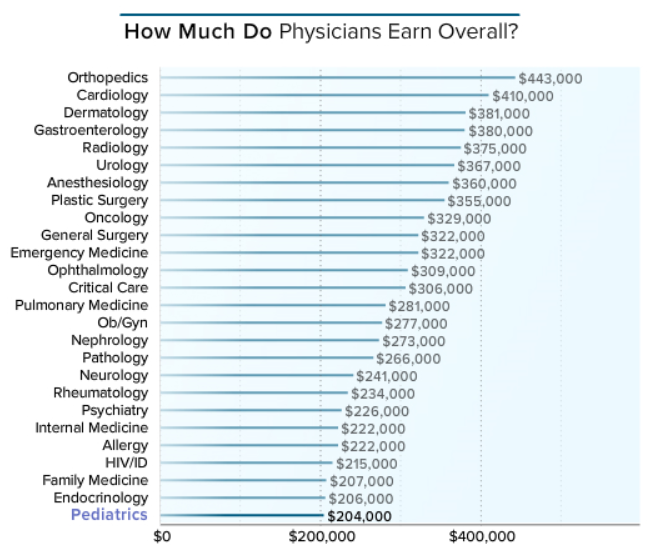 How Much Do Physicians Earn Overall?
Orthopedics $443,000
Cardiology $410,000
Dermatology $381,000
Gastroenterology $380,000
Radiology $375,000
Urology $367,000
Anesthesiology $360,000
Plastic Surgery $355,000
Oncology $329,000
General Surgery $322,000
Emergency Medicine $322,000
Ophthalmology $309,000
Critical Care $306,000
Pulmonary Medicine $281,000
Ob/Gyn $277,000
Nephrology $273,000
Pathology $266,000
Neurology $241,000
Rheumatology $234,000
Psychiatry $226,000
Internal Medicine $222,000
Allergy $222,000
HIV/ID $215,000
Family Medicine $207,000
Endocrinology $206,000
Pediatrics $204,000
$0 $200,000 $400,000